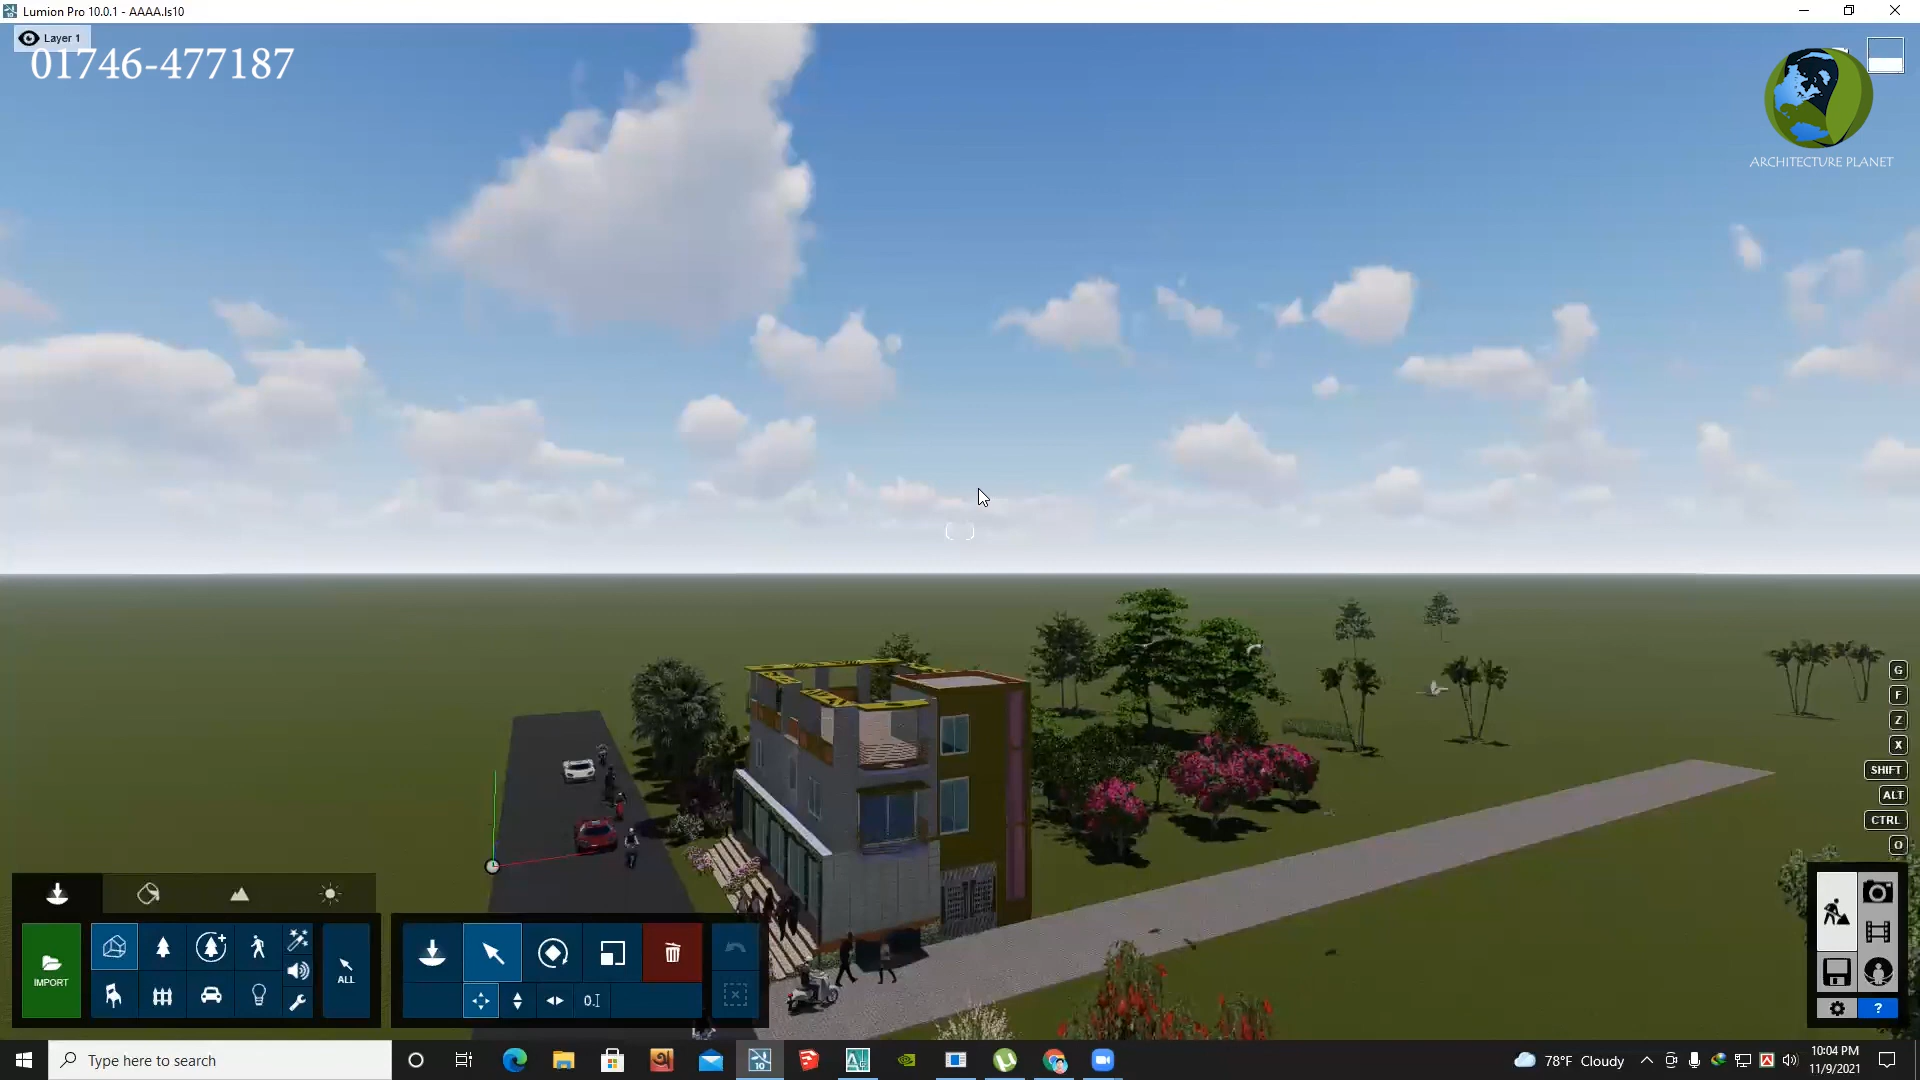 Lumion Pro 10.0.1 - AAAA.ls10
Layer 1
01746-477187
ARCHITECTURE PLANET
G
F
Z
X
SHIFT
ALT
CTRL
O
IMPORT
ALL
?
Type here to search
10
78°F Cloudy
10:04 PM
11/9/2021